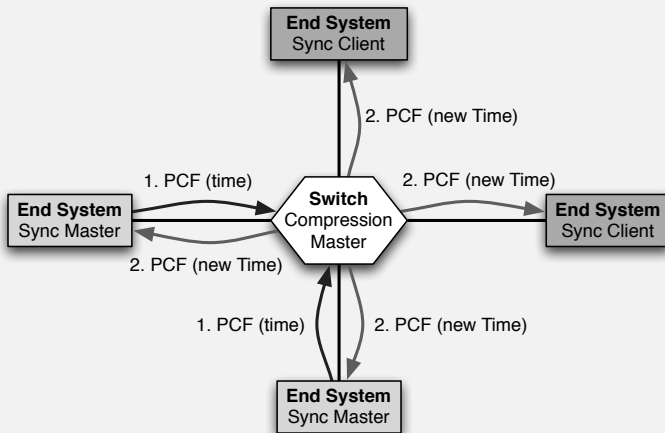 End System
Sync Client
2. PCF (new Time)
1. PCF (time)
2. PCF (new Time)
End System
Sync Master
Switch
Compression
Master
End System
Sync Client
2. PCF (new Time)
1. PCF (time)
2. PCF (new Time)
End System
Sync Master